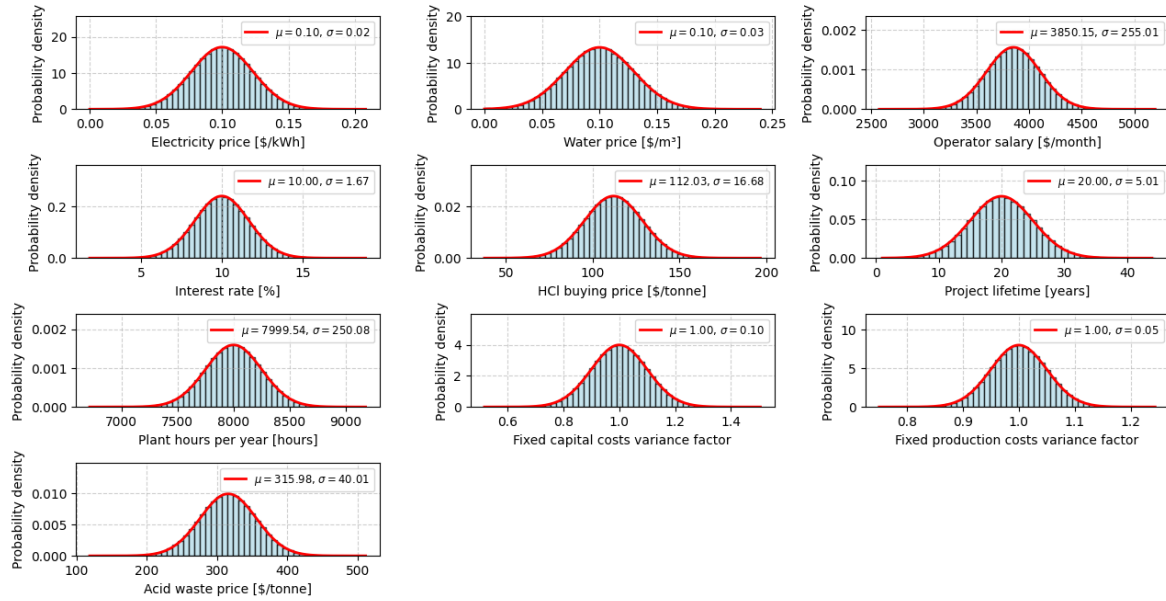 Probability density
20
10
0
μ = 0.10, σ = 0.02
0.00 0.05 0.10 0.15 0.20
Electricity price [$/kWh]
Probability density
20
10
0
μ = 0.10, σ = 0.03
0.00 0.05 0.10 0.15 0.20 0.25
Water price [$/m³]
Probability density
0.002
0.001
0.000
μ = 3850.15, σ = 255.01
2500 3000 3500 4000 4500 5000
Operator salary [$/month]
Probability density
0.2
0.0
μ = 10.00, σ = 1.67
5 10 15
Interest rate [%]
Probability density
0.02
0.00
μ = 112.03, σ = 16.68
50 100 150 200
HCl buying price [$/tonne]
Probability density
0.10
0.05
0.00
μ = 20.00, σ = 5.01
0 10 20 30 40
Project lifetime [years]
Probability density
0.002
0.001
0.000
μ = 7999.54, σ = 250.08
7000 7500 8000 8500 9000
Plant hours per year [hours]
Probability density
4
2
0
μ = 1.00, σ = 0.10
0.6 0.8 1.0 1.2 1.4
Fixed capital costs variance factor
Probability density
10
5
0
μ = 1.00, σ = 0.05
0.8 0.9 1.0 1.1 1.2
Fixed production costs variance factor
Probability density
0.010
0.005
0.000
μ = 315.98, σ = 40.01
100 200 300 400 500
Acid waste price [$/tonne]